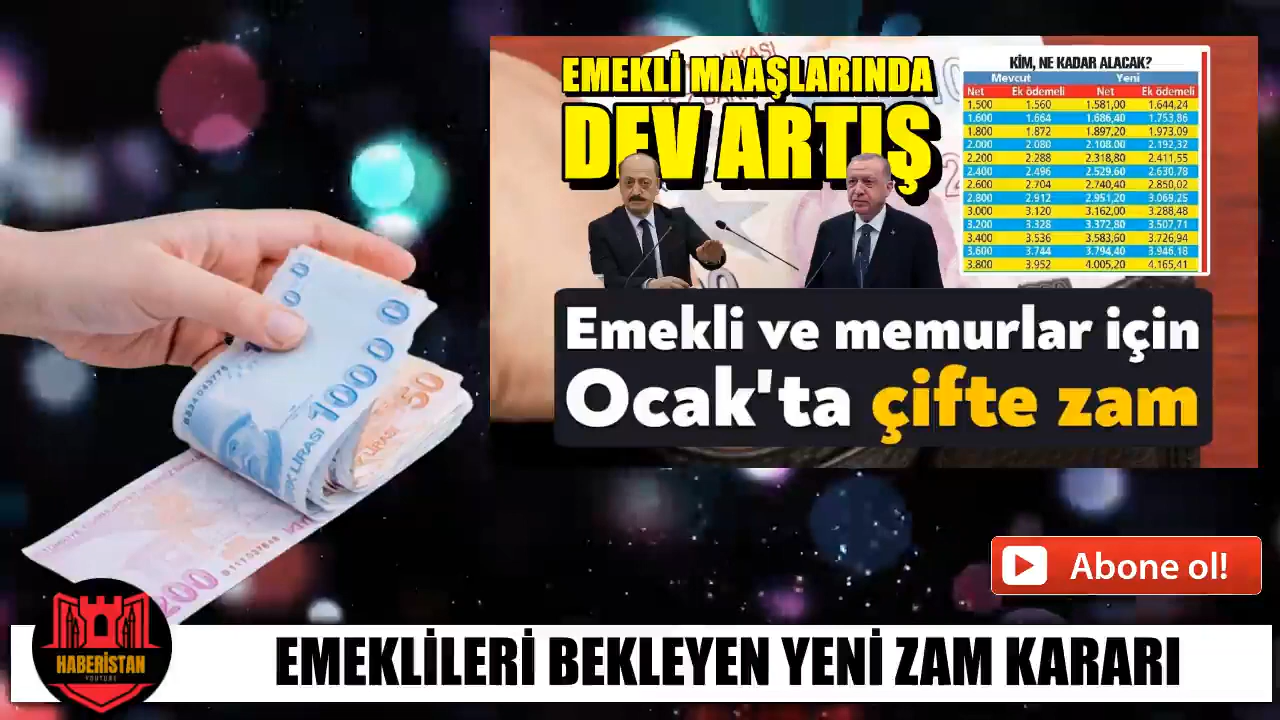 EMEKLİ MAAŞLARINDA
DEV ARTIŞ
KİM, NE KADAR ALACAK?
Mevcut Yeni
Net Ek ödemeli Net Ek ödemeli
1.500 1.560 1.581,00 1.644,24
1.600 1.664 1.686,40 1.753,86
1.800 1.872 1.897,20 1.973,09
2.000 2.080 2.108,00 2.192,32
2.200 2.288 2.318,80 2.411,55
2.400 2.496 2.529,60 2.630,78
2.600 2.704 2.740,40 2.850,02
2.800 2.912 2.951,20 3.069,25
3.000 3.120 3.162,00 3.288,48
3.200 3.328 3.372,80 3.507,71
3.400 3.536 3.583,60 3.726,94
3.600 3.744 3.794,40 3.946,18
3.800 3.952 4.005,20 4.165,41
Emekli ve memurlar için
Ocak'ta çifte zam
100
50
200
Abone ol!
HABERİSTAN
YOUTUBE
EMEKLİLERİ BEKLEYEN YENİ ZAM KARARI